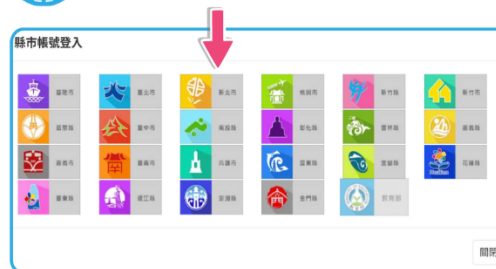 縣市帳號登入
基隆市 臺北市 新北市 桃園市 新竹縣 新竹市
苗栗縣 臺中市 南投縣 彰化縣 雲林縣 嘉義縣
嘉義市 臺南市 高雄市 屏東縣 宜蘭縣 花蓮縣
臺東縣 連江縣 澎湖縣 金門縣 教育部
關閉